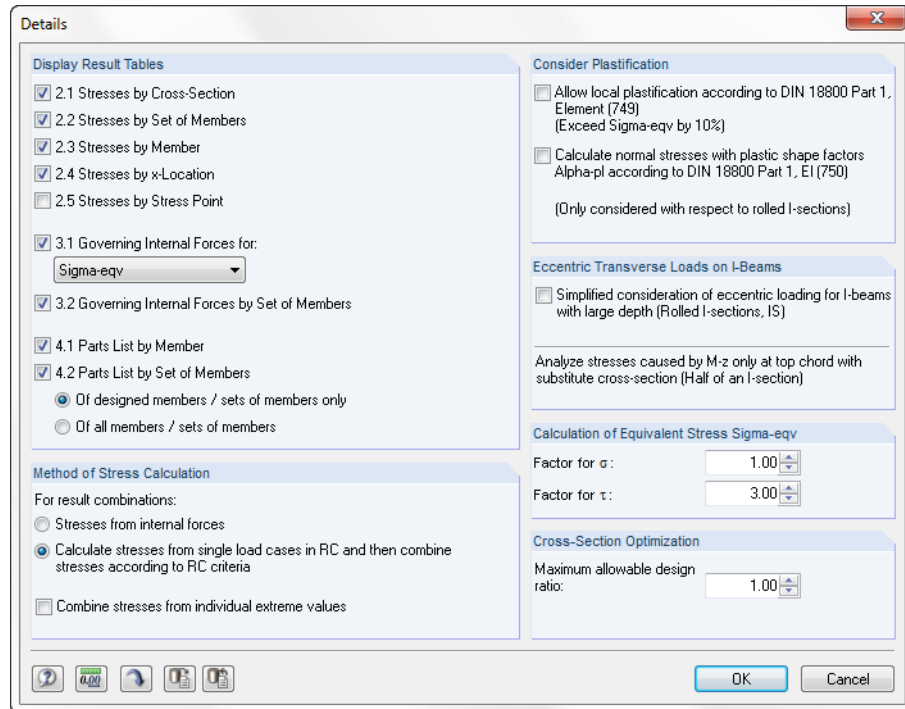 Details
Display Result Tables
2.1 Stresses by Cross-Section
2.2 Stresses by Set of Members
2.3 Stresses by Member
2.4 Stresses by x-Location
2.5 Stresses by Stress Point
3.1 Governing Internal Forces for:
Sigma-eqv
3.2 Governing Internal Forces by Set of Members
4.1 Parts List by Member
4.2 Parts List by Set of Members
Of designed members / sets of members only
Of all members / sets of members
Method of Stress Calculation
For result combinations:
Stresses from internal forces
Calculate stresses from single load cases in RC and then combine
stresses according to RC criteria
Combine stresses from individual extreme values
Consider Plastification
Allow local plastification according to DIN 18800 Part 1,
Element (749)
(Exceed Sigma-eqv by 10%)
Calculate normal stresses with plastic shape factors
Alpha-pl according to DIN 18800 Part 1, El (750)
(Only considered with respect to rolled I-sections)
Eccentric Transverse Loads on I-Beams
Simplified consideration of eccentric loading for I-beams
with large depth (Rolled I-sections, IS)
Analyze stresses caused by M-z only at top chord with
substitute cross-section (Half of an I-section)
Calculation of Equivalent Stress Sigma-eqv
Factor for σ : 1.00
Factor for τ : 3.00
Cross-Section Optimization
Maximum allowable design
ratio: 1.00
0.00
OK Cancel